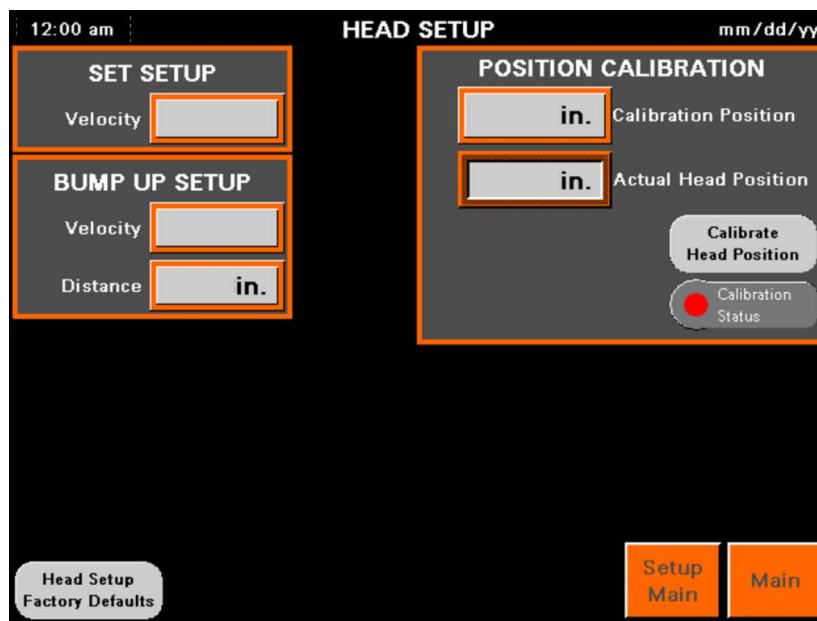 12:00 am
HEAD SETUP
mm/dd/yy
SET SETUP
Velocity
BUMP UP SETUP
Velocity
Distance
in.
POSITION CALIBRATION
in.
Calibration Position
in.
Actual Head Position
Calibrate
Head Position
Calibration
Status
Head Setup
Factory Defaults
Setup
Main
Main